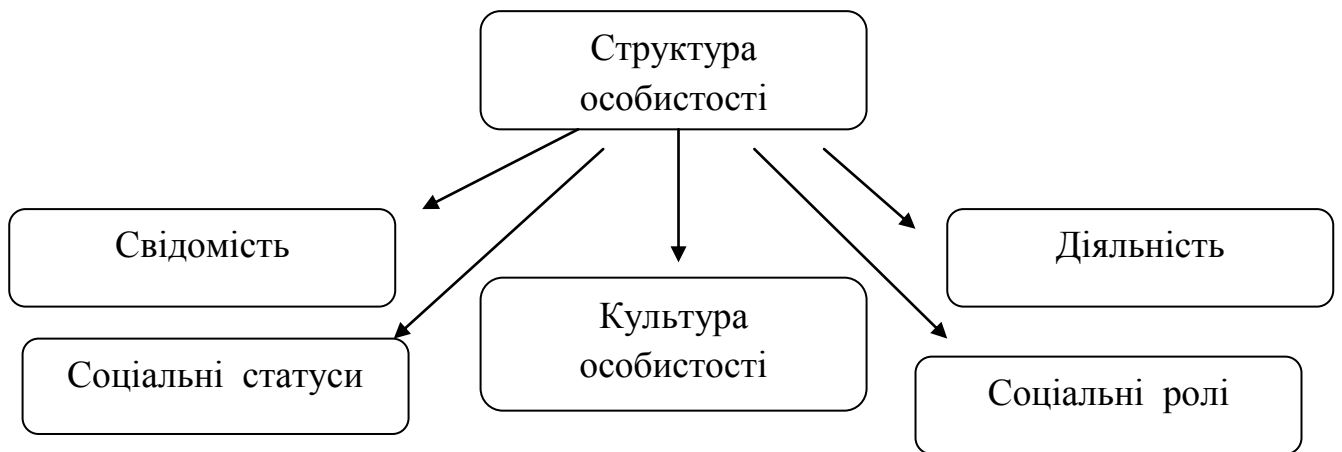 Структура
особистості
Свідомість
Діяльність
Культура
особистості
Соціальні статуси
Соціальні ролі